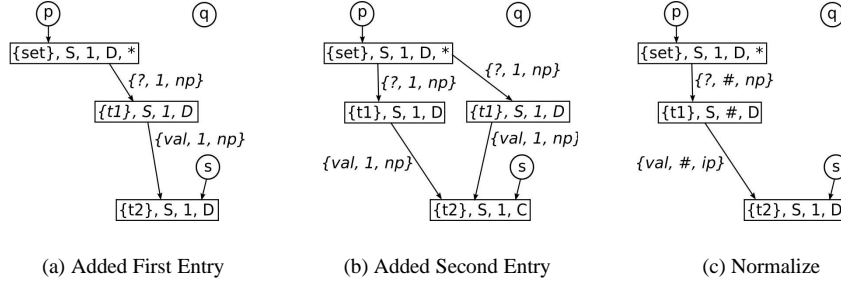 p
q
{set}, S, 1, D, *
{?, 1, np}
{t1}, S, 1, D
{val, 1, np}
s
{t2}, S, 1, D
(a) Added First Entry
p
q
{set}, S, 1, D, *
{?, 1, np}
{?, 1, np}
{t1}, S, 1, D
{t1}, S, 1, D
{val, 1, np}
{val, 1, np}
s
{t2}, S, 1, C
(b) Added Second Entry
p
q
{set}, S, 1, D, *
{?, #, np}
{t1}, S, #, D
{val, #, ip}
s
{t2}, S, 1, D
(c) Normalize